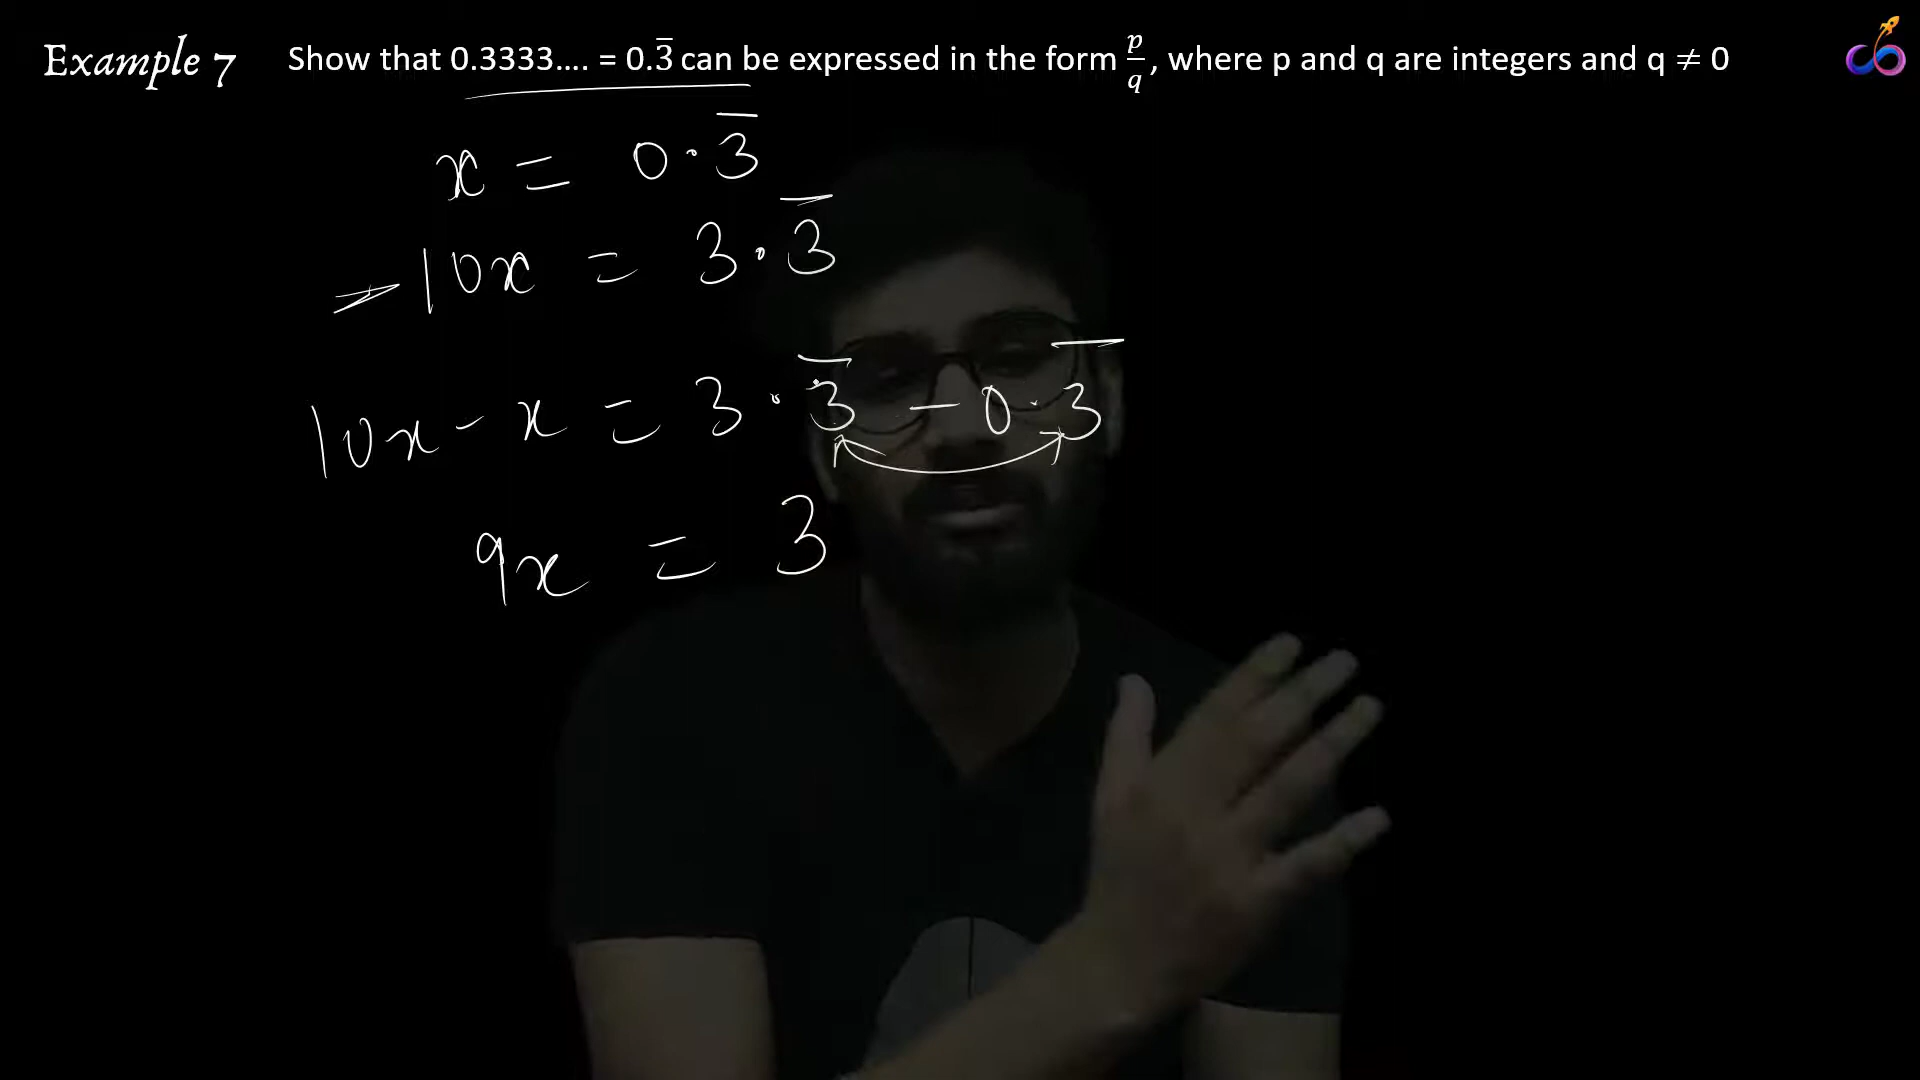 Example 7 Show that 0.3333.... = 0.3̅ can be expressed in the form p/q, where p and q are integers and q ≠ 0
x = 0.3̅
⇒ 10x = 3.3̅
10x - x = 3.3̅ - 0.3̅
9x = 3